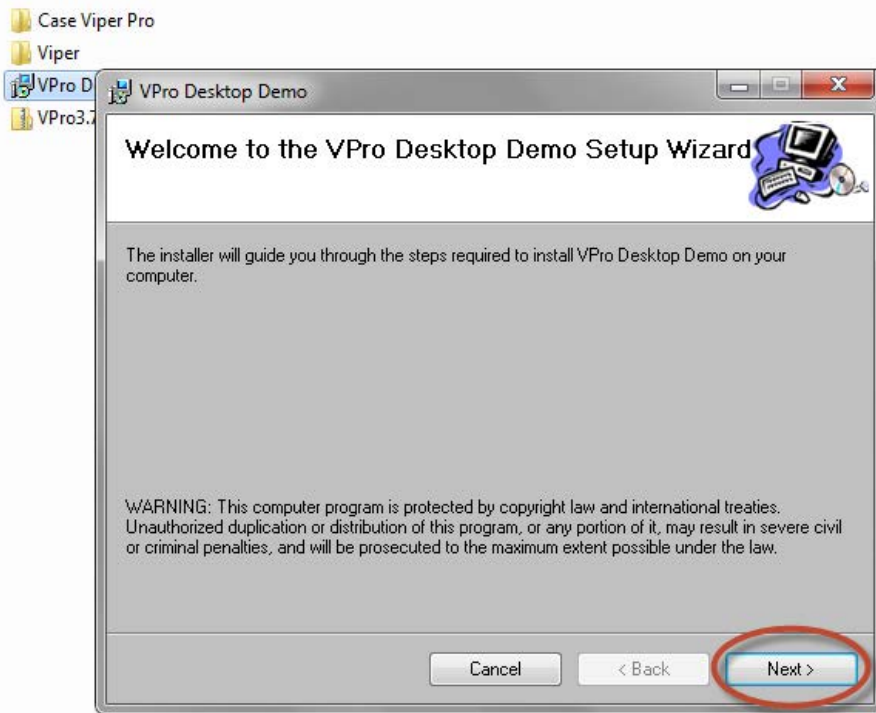 Case Viper Pro
Viper
VPro D
VPro3.7
VPro Desktop Demo
Welcome to the VPro Desktop Demo Setup Wizard
The installer will guide you through the steps required to install VPro Desktop Demo on your
computer.
WARNING: This computer program is protected by copyright law and international treaties.
Unauthorized duplication or distribution of this program, or any portion of it, may result in severe civil
or criminal penalties, and will be prosecuted to the maximum extent possible under the law.
Cancel
< Back
Next >